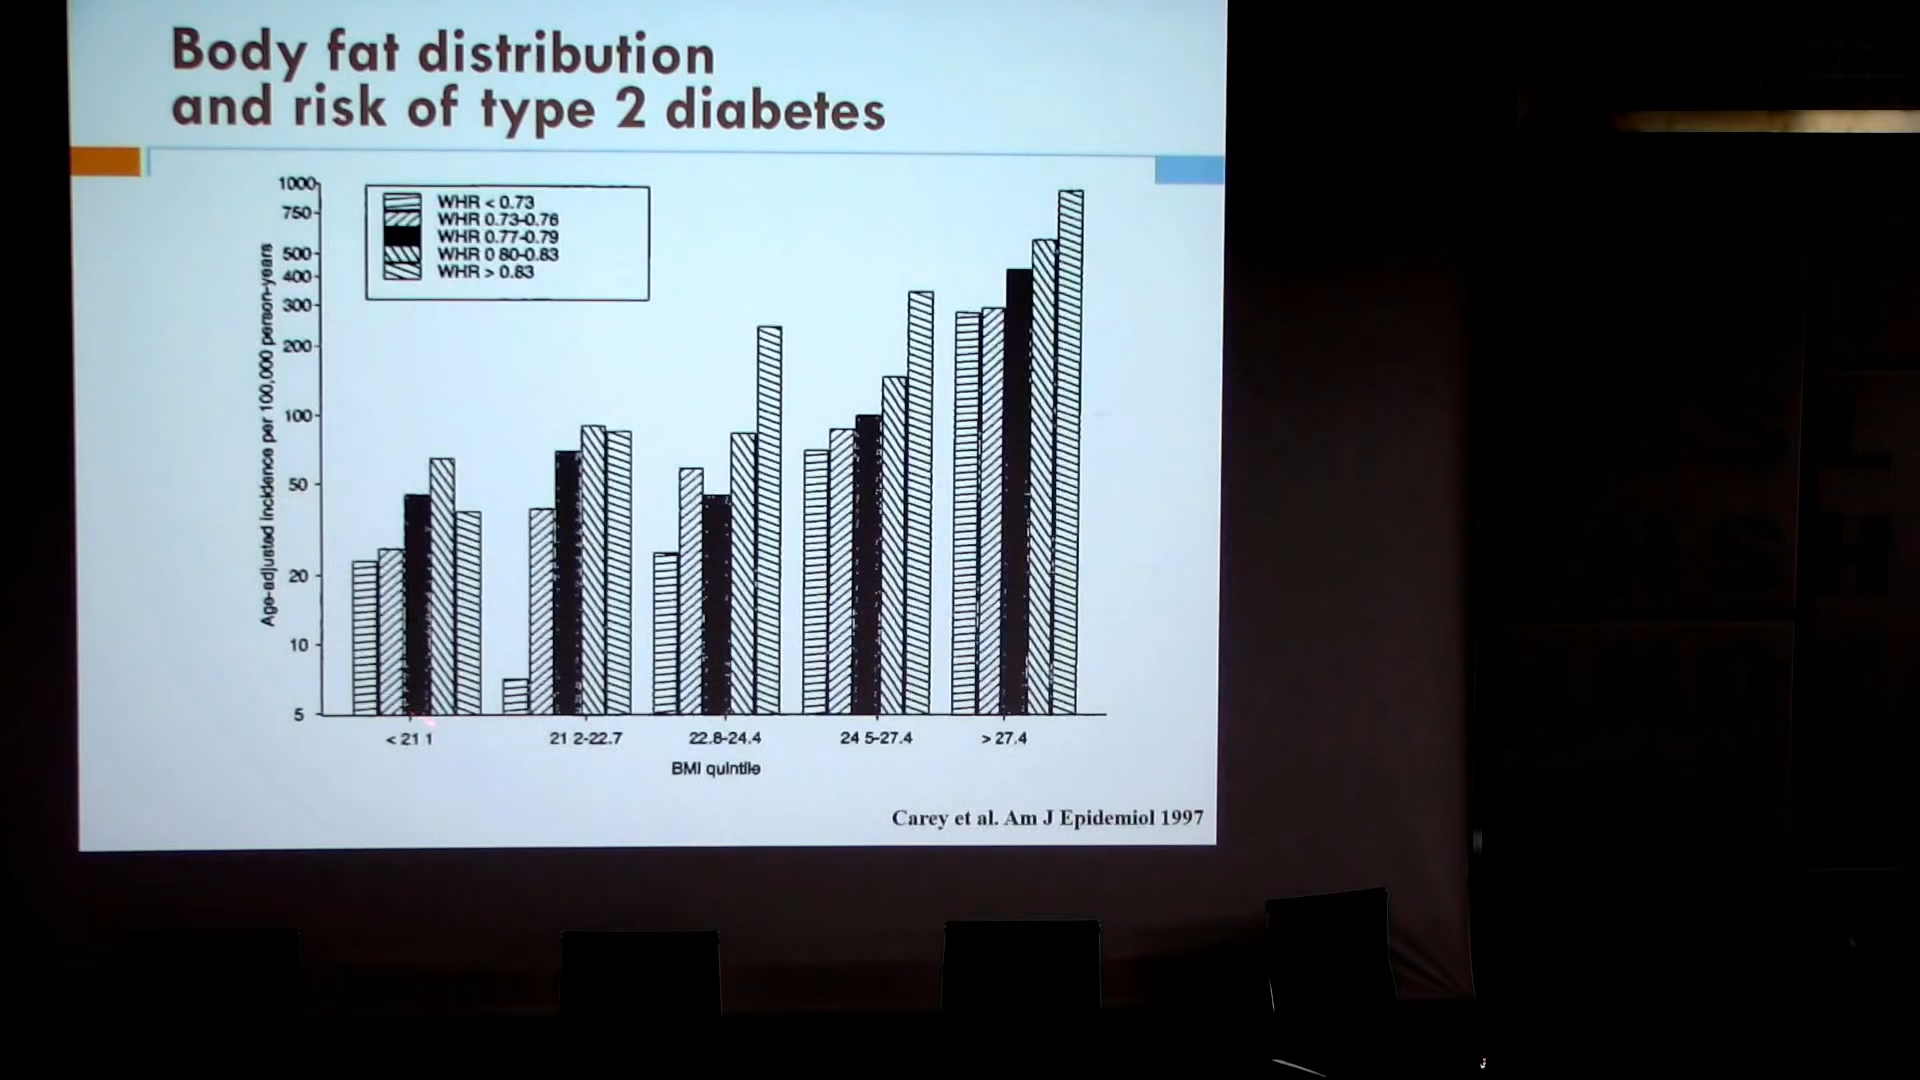 Body fat distribution
and risk of type 2 diabetes
1000
750
500
400
300
200
100
50
20
10
5
Age-adjusted incidence per 100,000 person-years
WHR < 0.73
WHR 0.73-0.76
WHR 0.77-0.79
WHR 0 80-0.83
WHR > 0.83
< 21 1
21 2-22.7
22.8-24.4
24 5-27.4
> 27.4
BMI quintile
Carey et al. Am J Epidemiol 1997